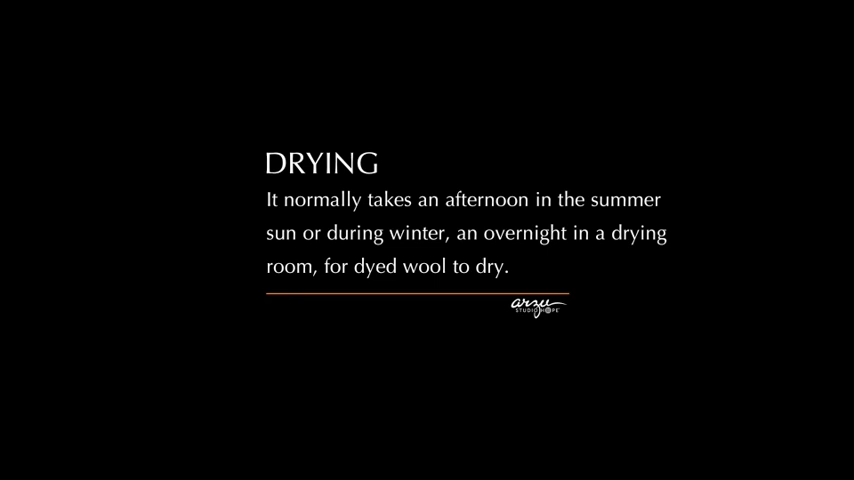 DRYING
It normally takes an afternoon in the summer
sun or during winter, an overnight in a drying
room, for dyed wool to dry.
arzu
STUDIO HOPE